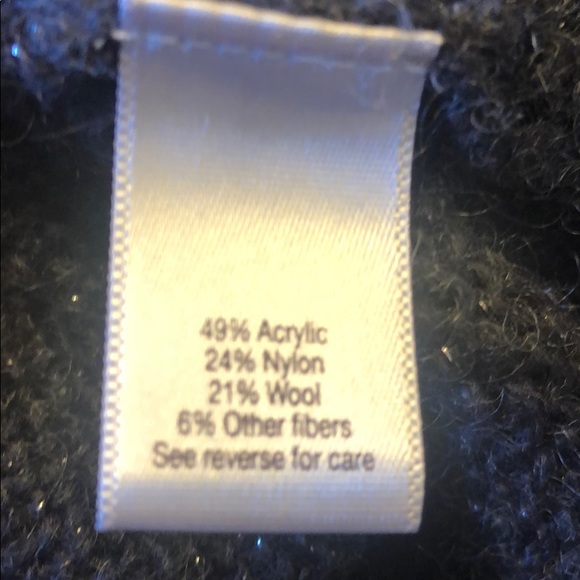 49% Acrylic
24% Nylon
21% Wool
6% Other fibers
See reverse for care